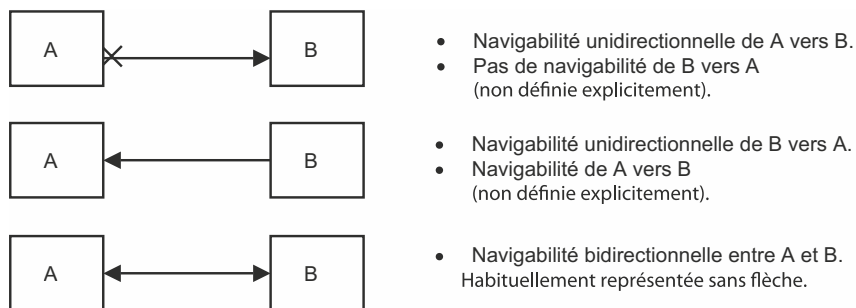 A
B
• Navigabilité unidirectionnelle de A vers B.
• Pas de navigabilité de B vers A
(non définie explicitement).
A
B
• Navigabilité unidirectionnelle de B vers A.
• Navigabilité de A vers B
(non définie explicitement).
A
B
• Navigabilité bidirectionnelle entre A et B.
Habituellement représentée sans flèche.